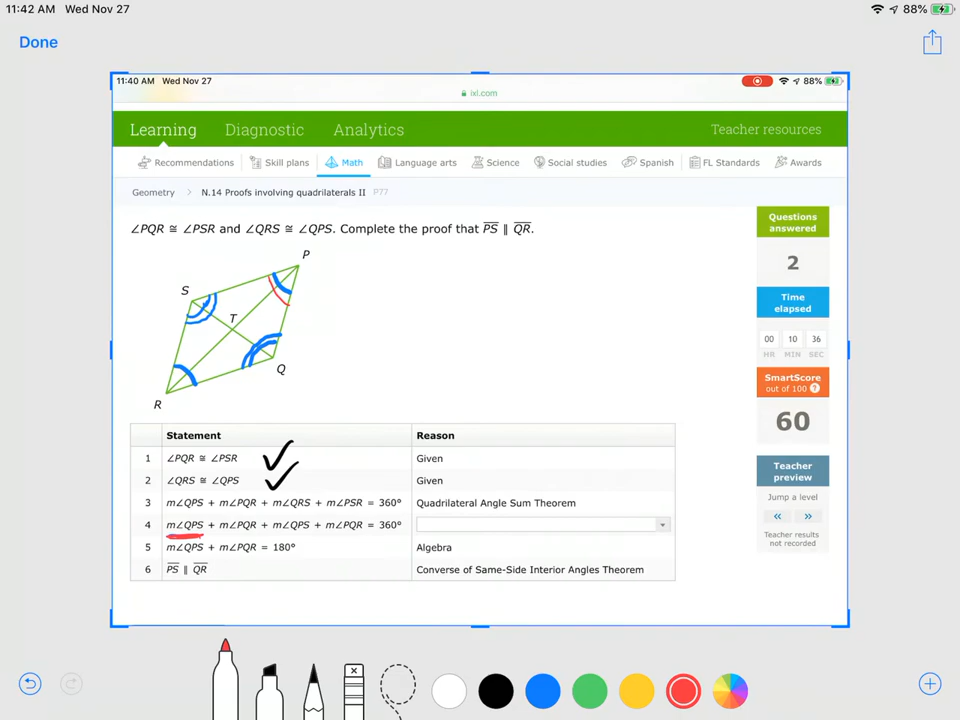 11:42 AM Wed Nov 27
88%
Done
11:40 AM Wed Nov 27
88%
ixl.com
Learning Diagnostic Analytics Teacher resources
Recommendations Skill plans Math Language arts Science Social studies Spanish FL Standards Awards
Geometry > N.14 Proofs involving quadrilaterals II P77
∠PQR ≅ ∠PSR and ∠QRS ≅ ∠QPS. Complete the proof that P̅S̅ ∥ Q̅R̅.
P
S
T
Q
R
Statement Reason
1 ∠PQR ≅ ∠PSR Given
2 ∠QRS ≅ ∠QPS Given
3 m∠QPS + m∠PQR + m∠QRS + m∠PSR = 360° Quadrilateral Angle Sum Theorem
4 m∠QPS + m∠PQR + m∠QPS + m∠PQR = 360°
5 m∠QPS + m∠PQR = 180° Algebra
6 P̅S̅ ∥ Q̅R̅ Converse of Same-Side Interior Angles Theorem
Questions
answered
2
Time
elapsed
00 10 36
HR MIN SEC
SmartScore
out of 100 ?
60
Teacher
preview
Jump a level
« »
Teacher results
not recorded